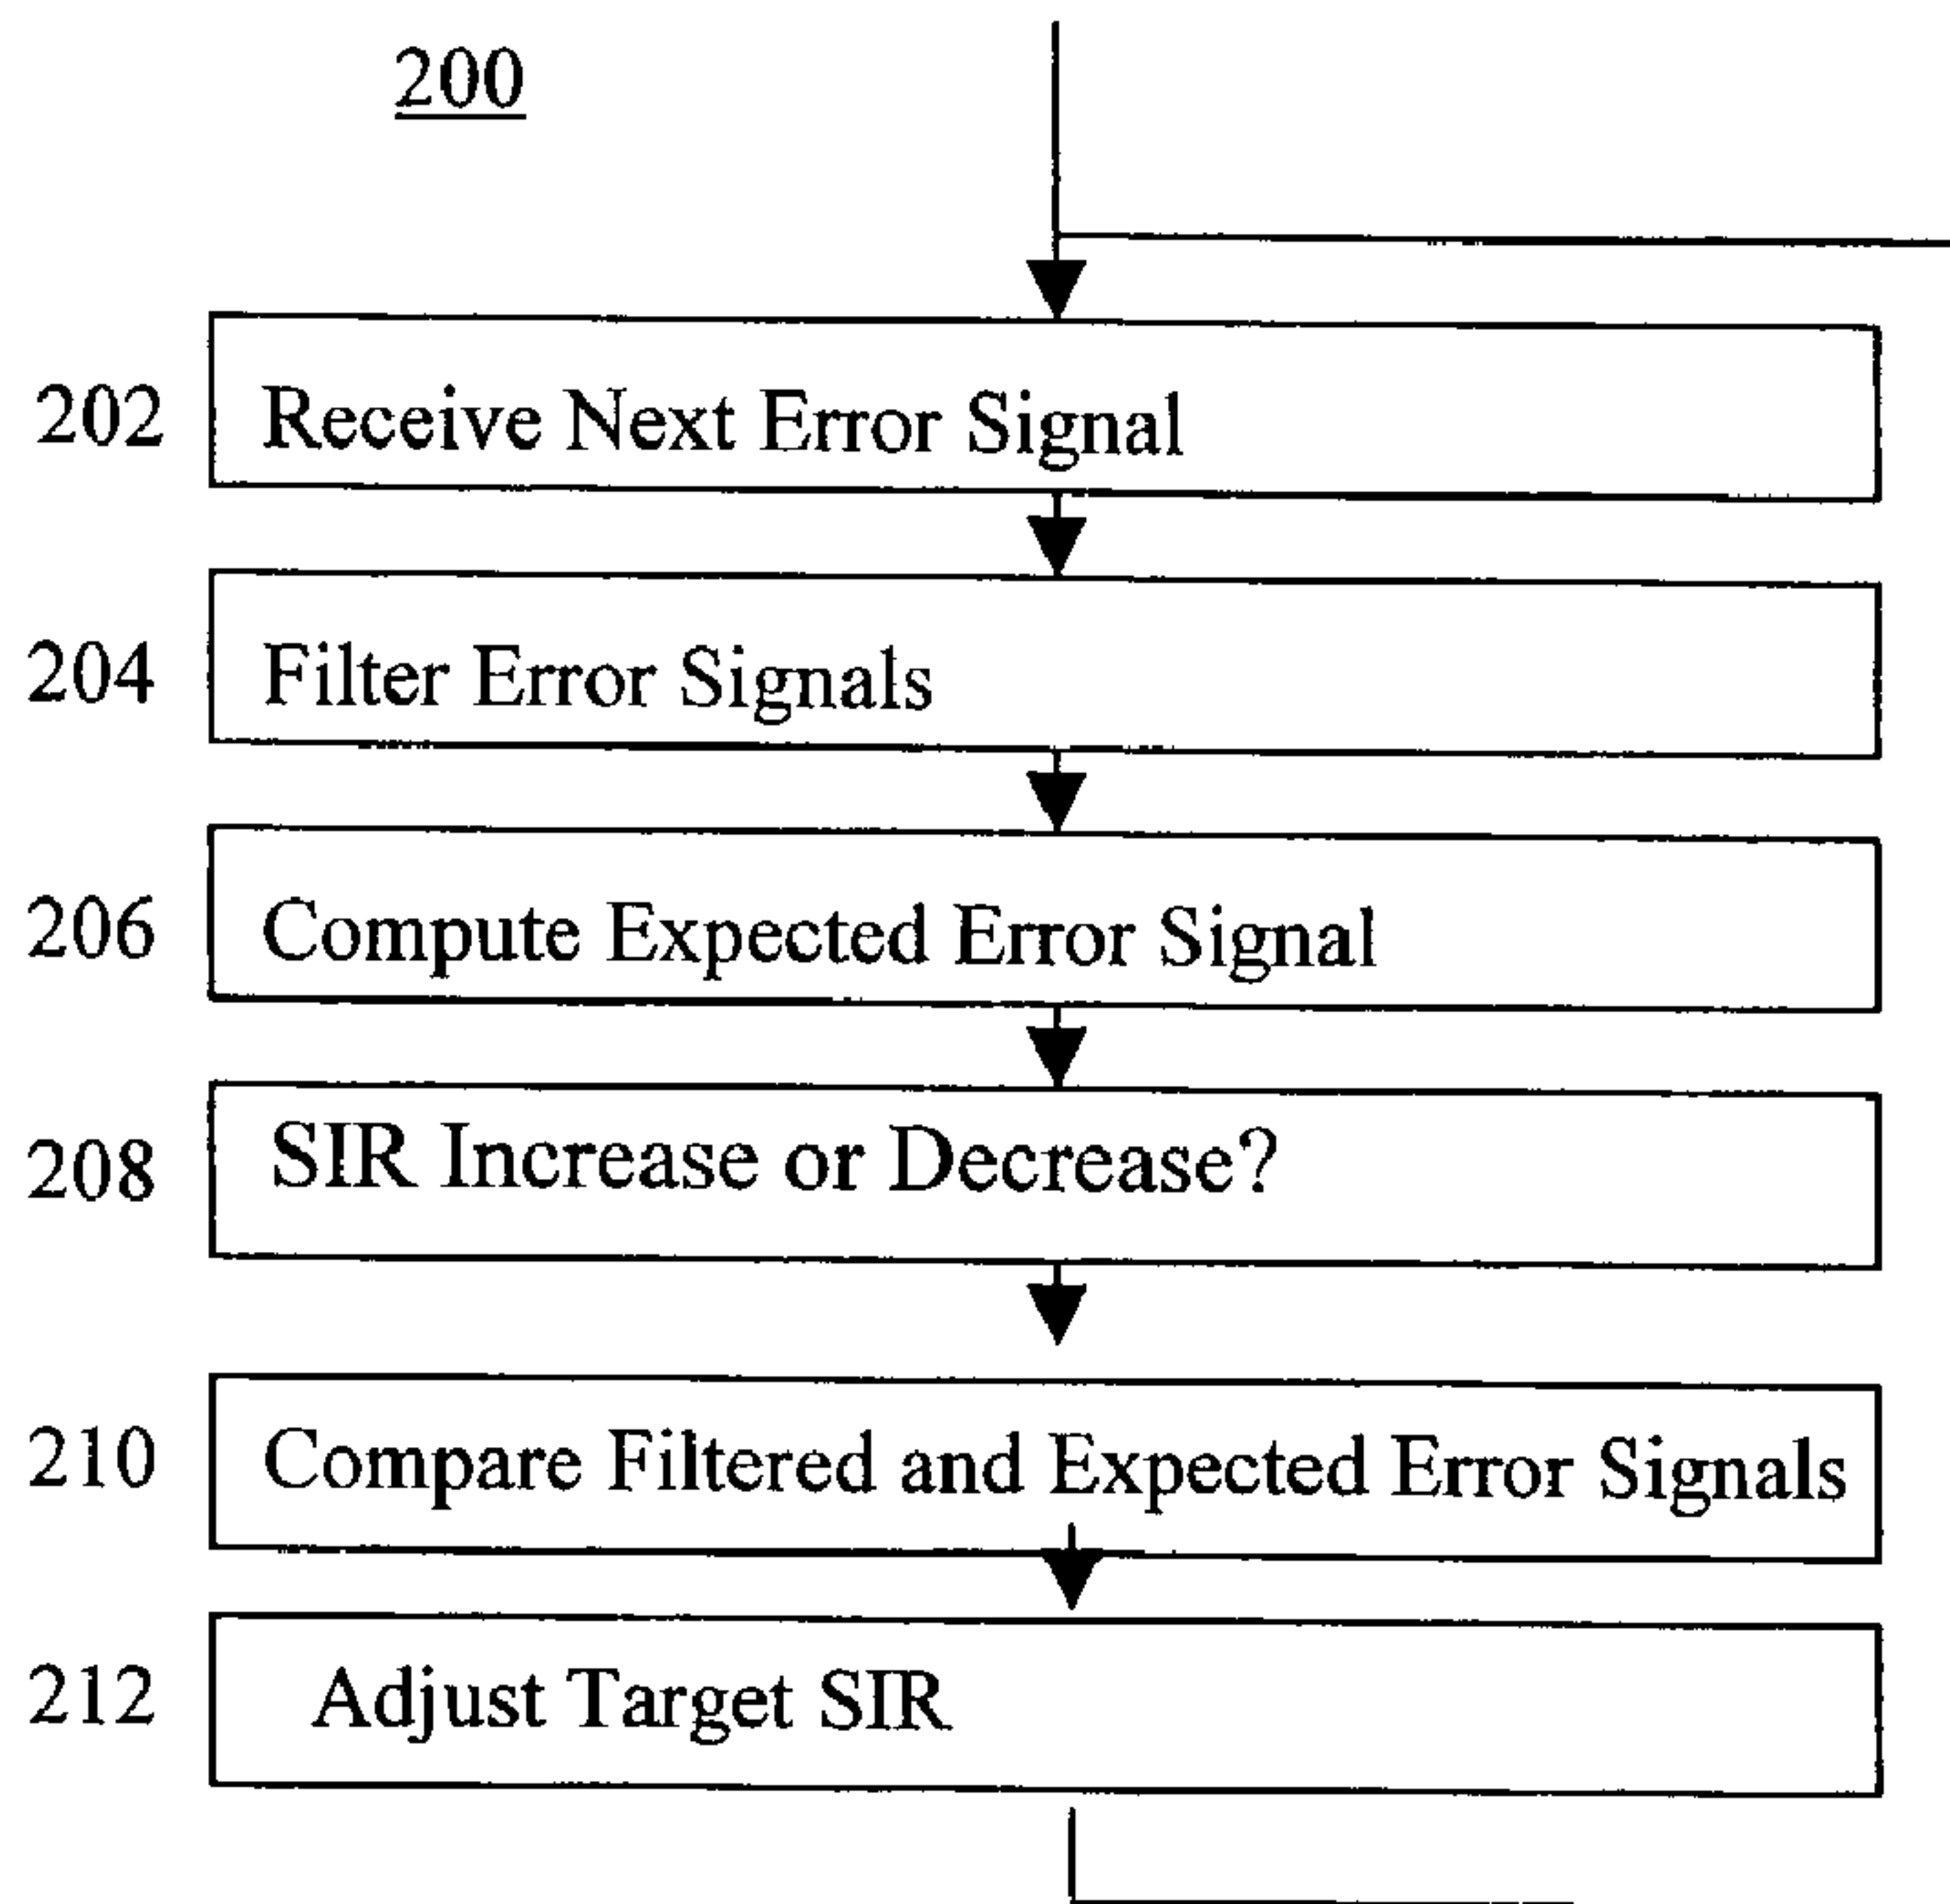 200
202 Receive Next Error Signal
204 Filter Error Signals
206 Compute Expected Error Signal
208 SIR Increase or Decrease?
210 Compare Filtered and Expected Error Signals
212 Adjust Target SIR